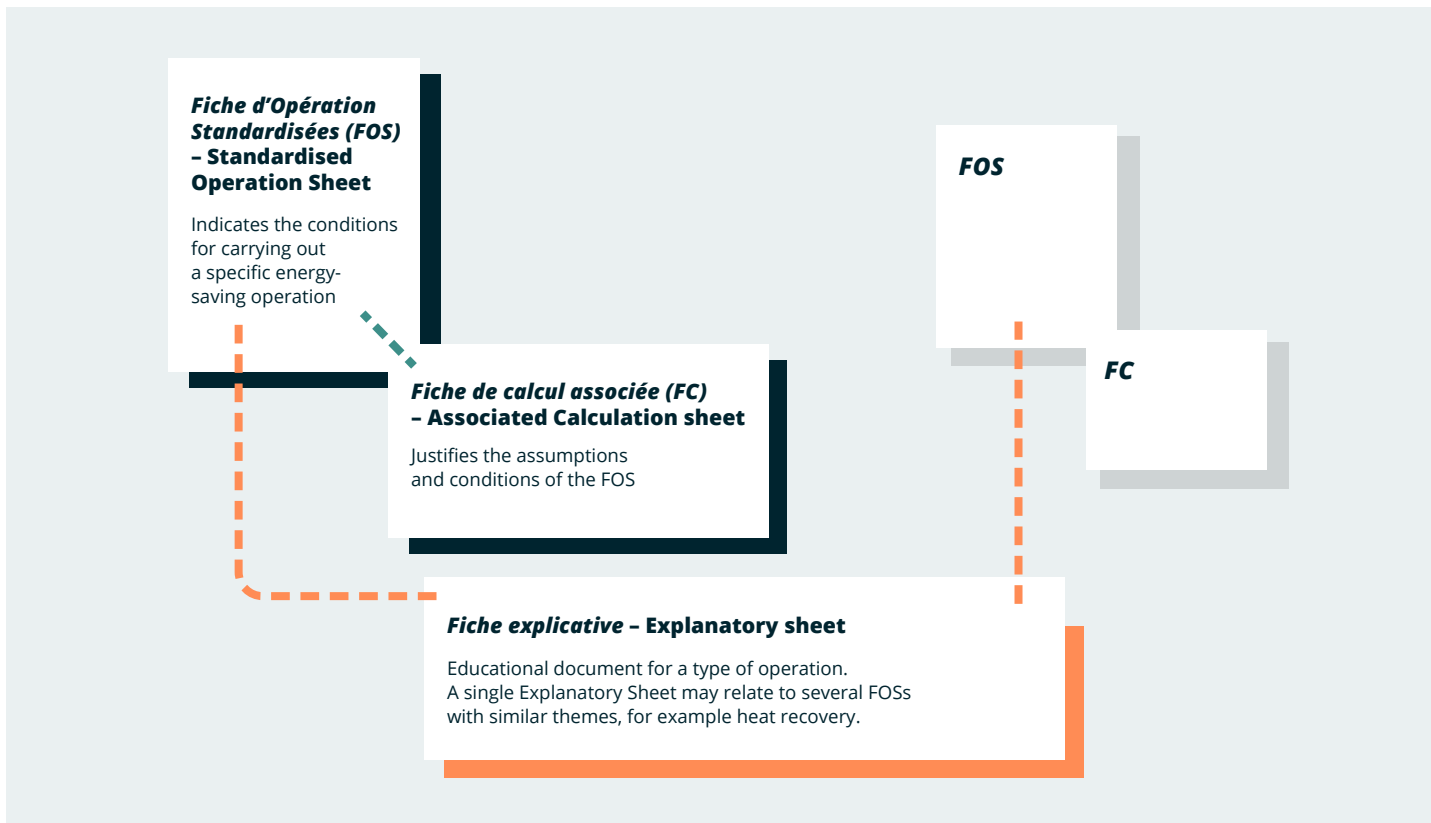 Fiche d’Opération
Standardisées (FOS)
– Standardised
Operation Sheet
Indicates the conditions
for carrying out
a specific energy-
saving operation
Fiche de calcul associée (FC)
– Associated Calculation sheet
Justifies the assumptions
and conditions of the FOS
FOS
FC
Fiche explicative – Explanatory sheet
Educational document for a type of operation.
A single Explanatory Sheet may relate to several FOSs
with similar themes, for example heat recovery.